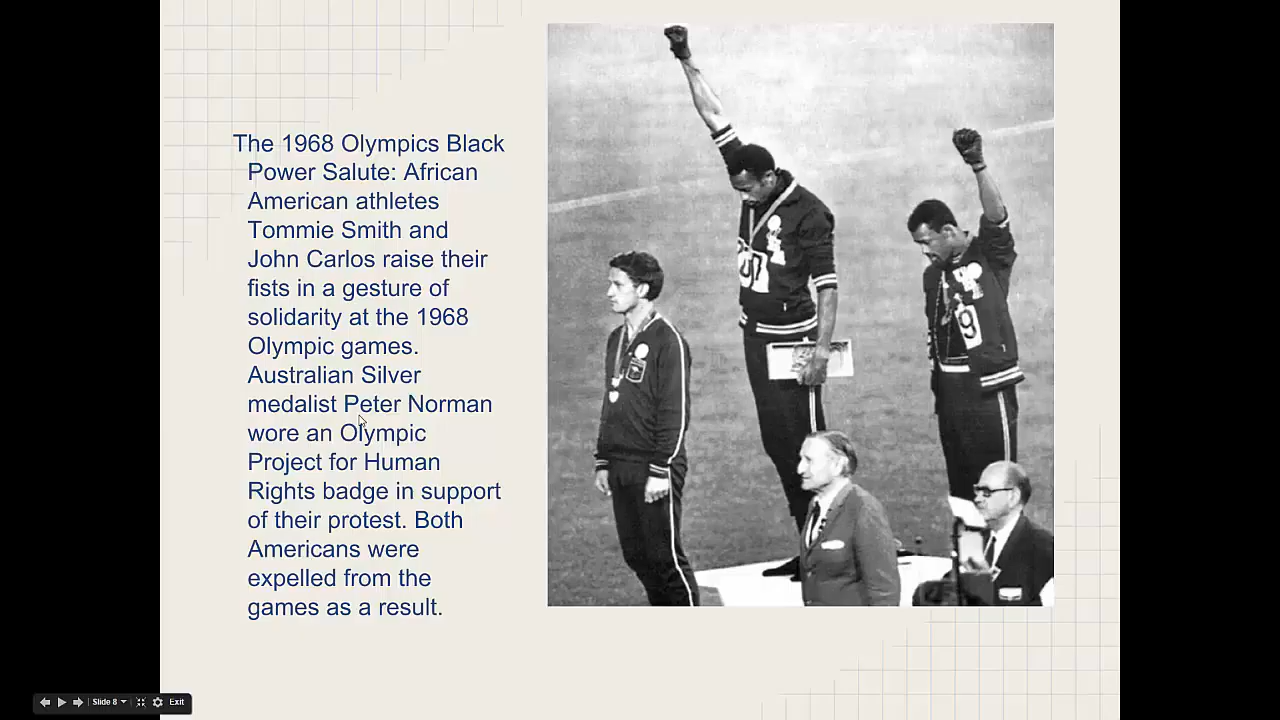 The 1968 Olympics Black
Power Salute: African
American athletes
Tommie Smith and
John Carlos raise their
fists in a gesture of
solidarity at the 1968
Olympic games.
Australian Silver
medalist Peter Norman
wore an Olympic
Project for Human
Rights badge in support
of their protest. Both
Americans were
expelled from the
games as a result.
Slide 8 Exit